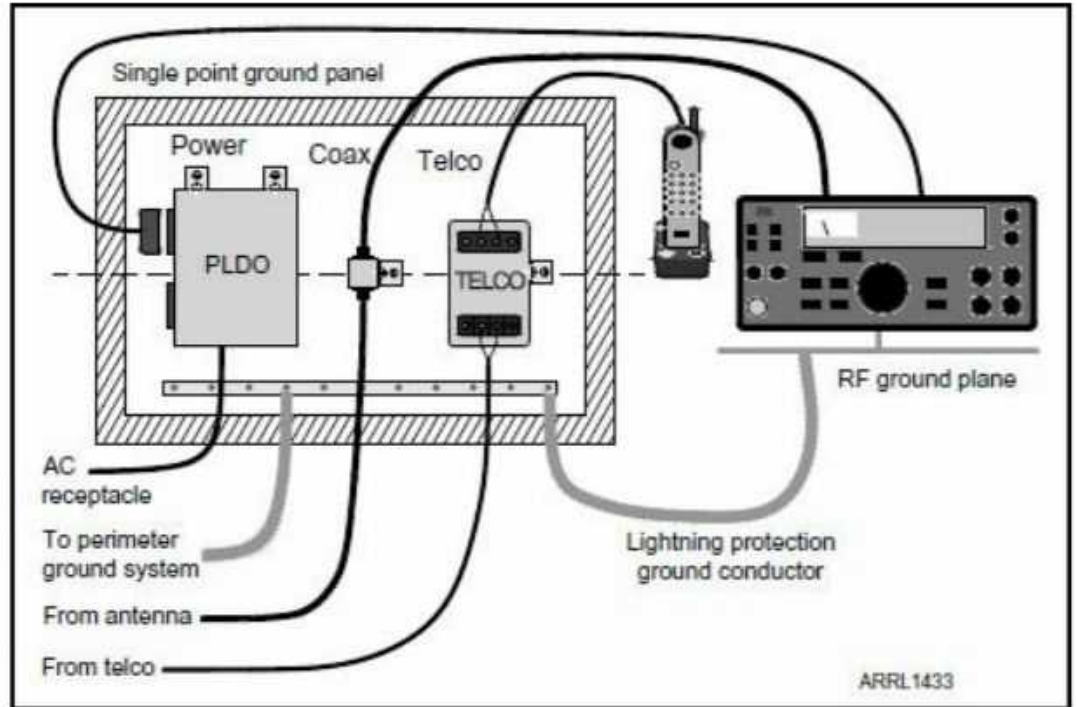 Single point ground panel
Power
Coax
Telco
PLDO
TELCO
RF ground plane
AC
receptacle
To perimeter
ground system
Lightning protection
ground conductor
From antenna
From telco
ARRL1433